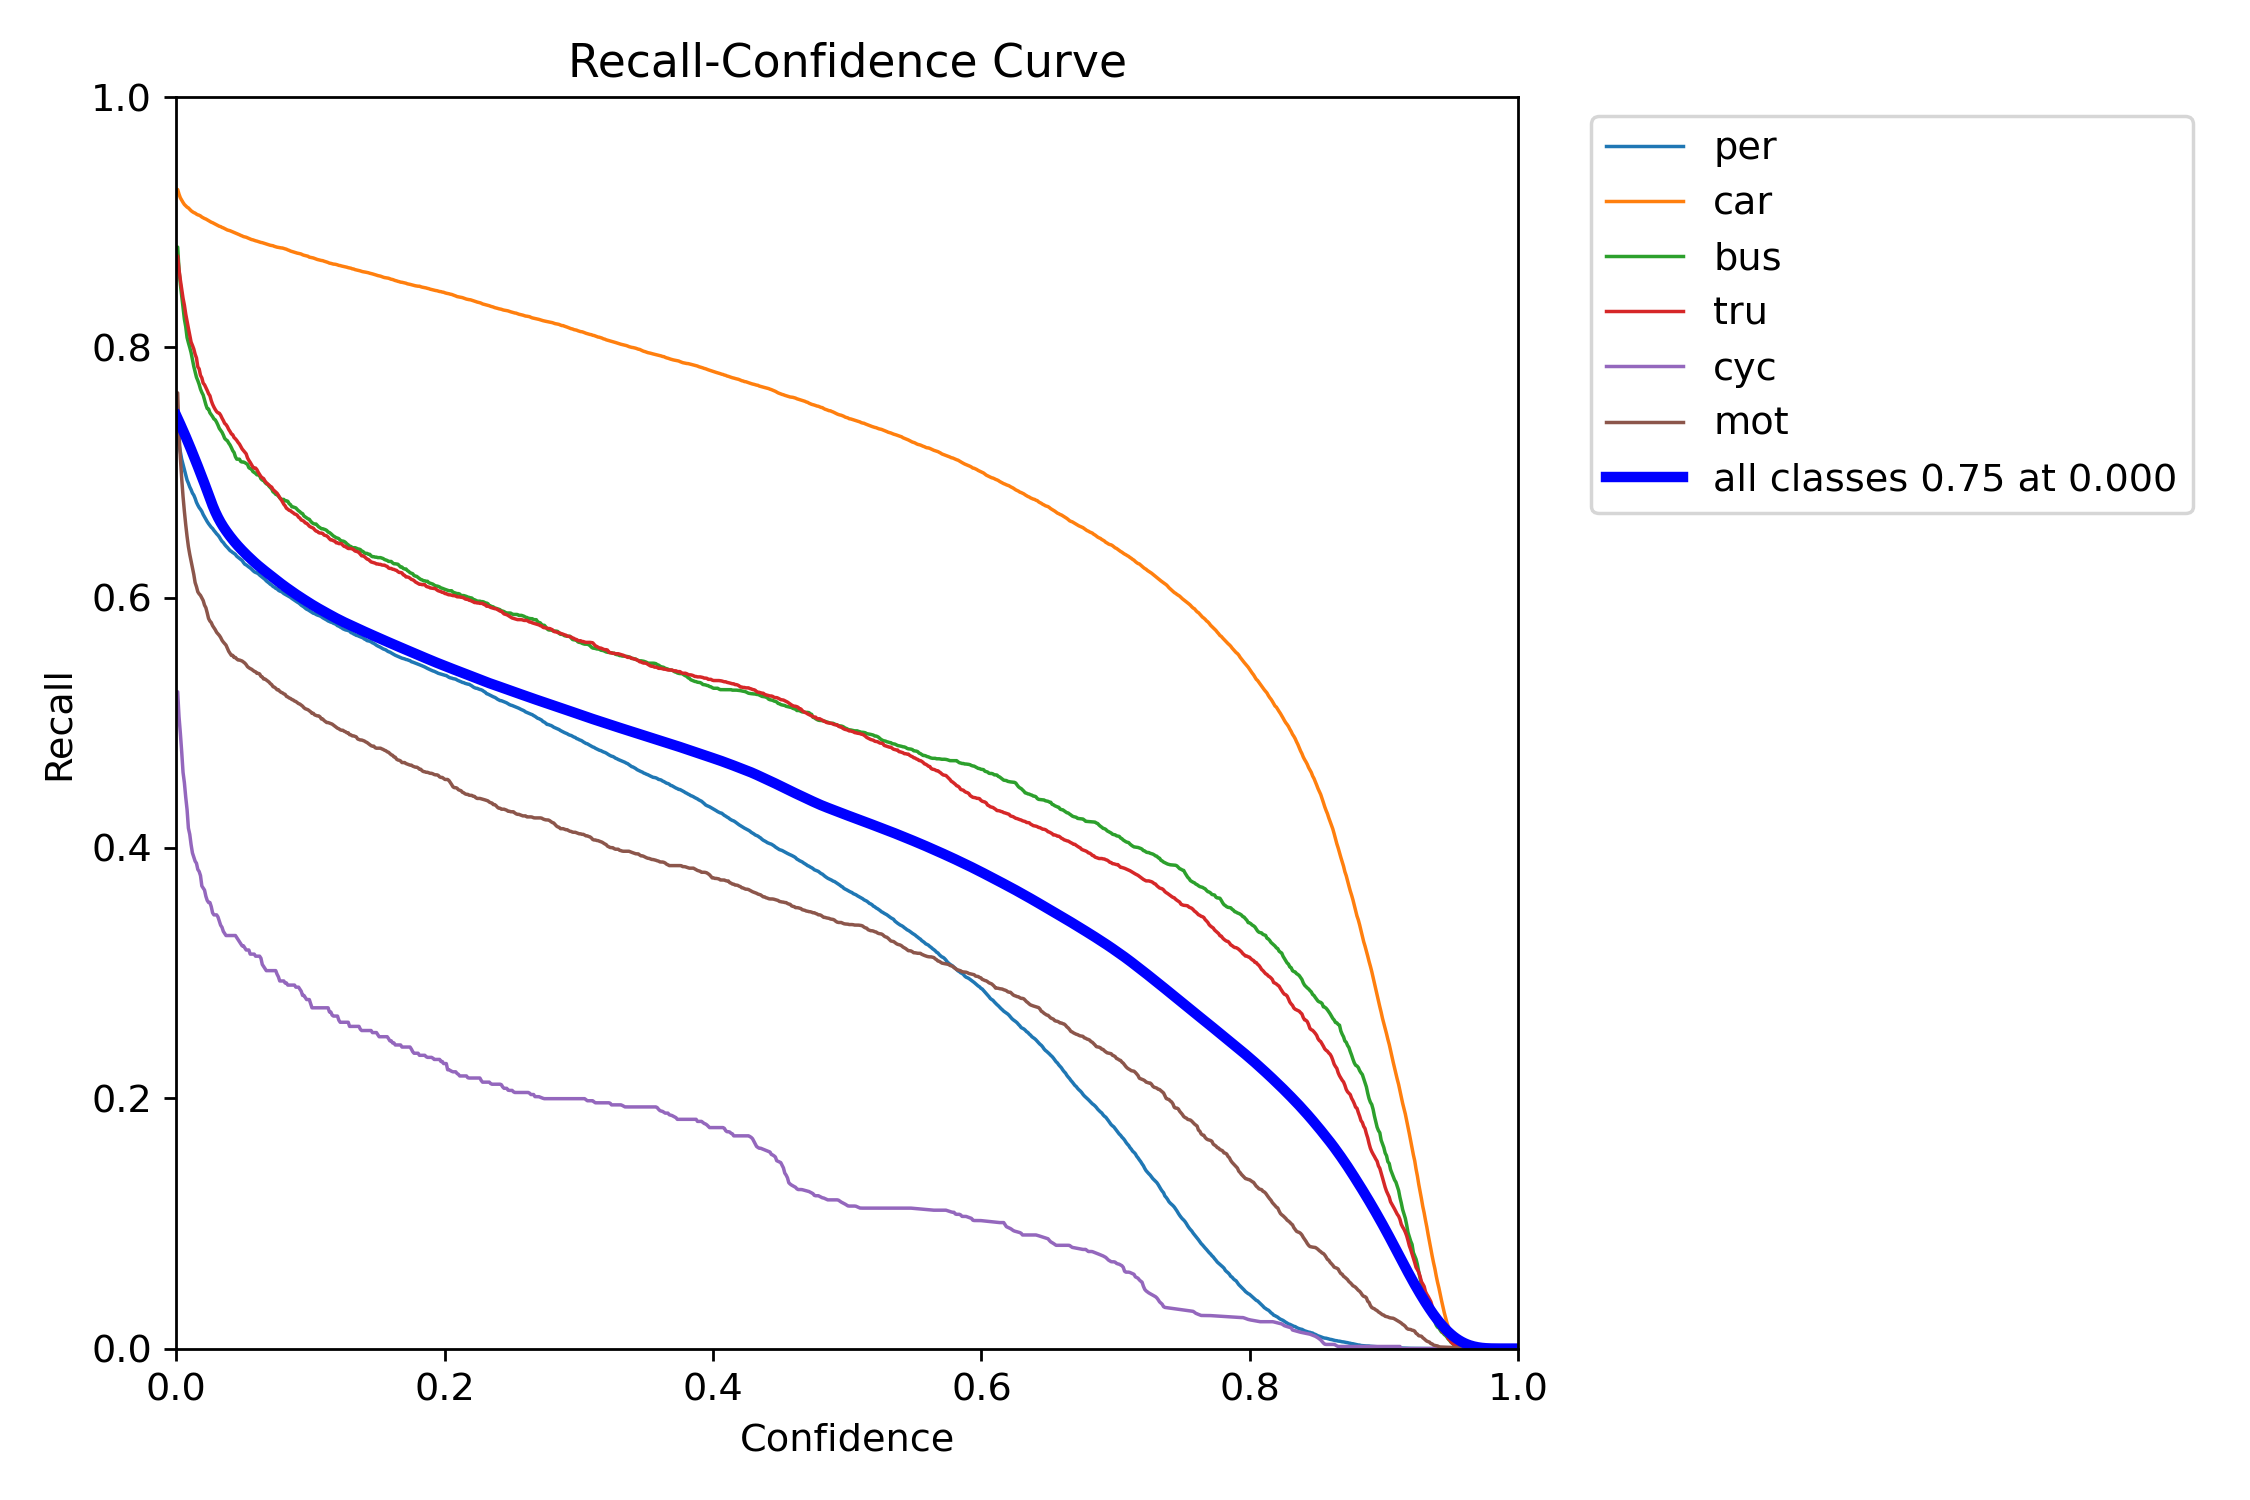 Recall-Confidence Curve
1.0
0.8
0.6
0.4
0.2
0.0
Recall
0.0 0.2 0.4 0.6 0.8 1.0
Confidence
per
car
bus
tru
cyc
mot
all classes 0.75 at 0.000